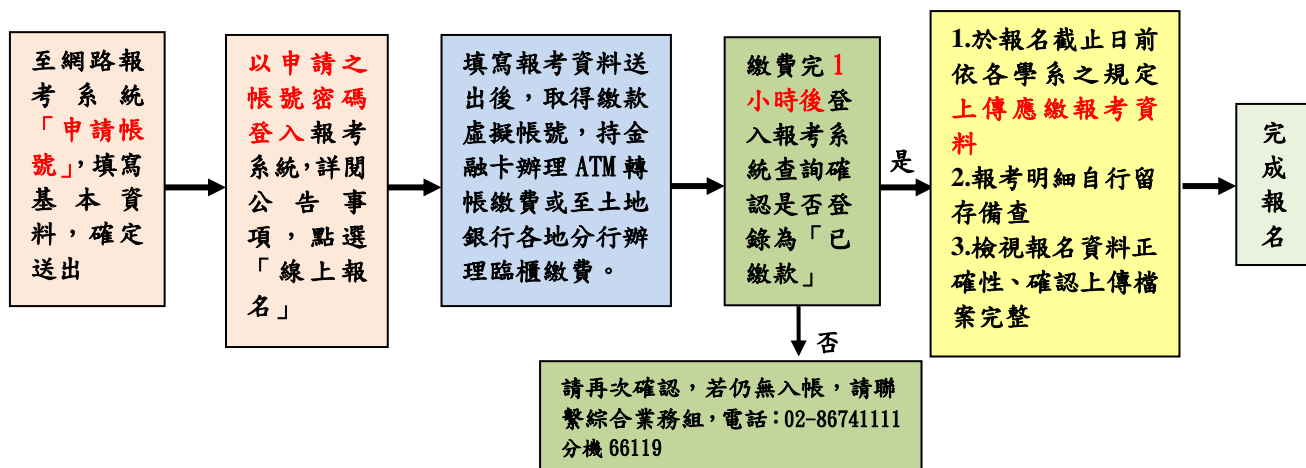 至網路報
考系統
「申請帳
號」，填寫
基本資
料，確定
送出
以申請之
帳號密碼
登入報考
系統，詳閱
公告事
項，點選
「線上報
名」
填寫報考資料送
出後，取得繳款
虛擬帳號，持金
融卡辦理 ATM 轉
帳繳費或至土地
銀行各地分行辦
理臨櫃繳費。
繳費完 1
小時後登
入報考系
統查詢確
認是否登
錄為「已
繳款」
是
否
請再次確認，若仍無入帳，請聯
繫綜合業務組，電話：02-86741111
分機 66119
1.於報名截止日前
依各學系之規定
上傳應繳報考資
料
2.報考明細自行留
存備查
3.檢視報名資料正
確性、確認上傳檔
案完整
完
成
報
名